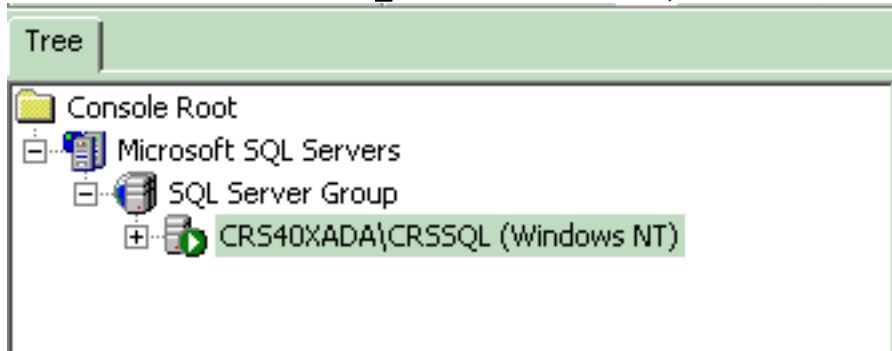 Tree
Console Root
Microsoft SQL Servers
SQL Server Group
CRS40XADA\CRSSQL (Windows NT)